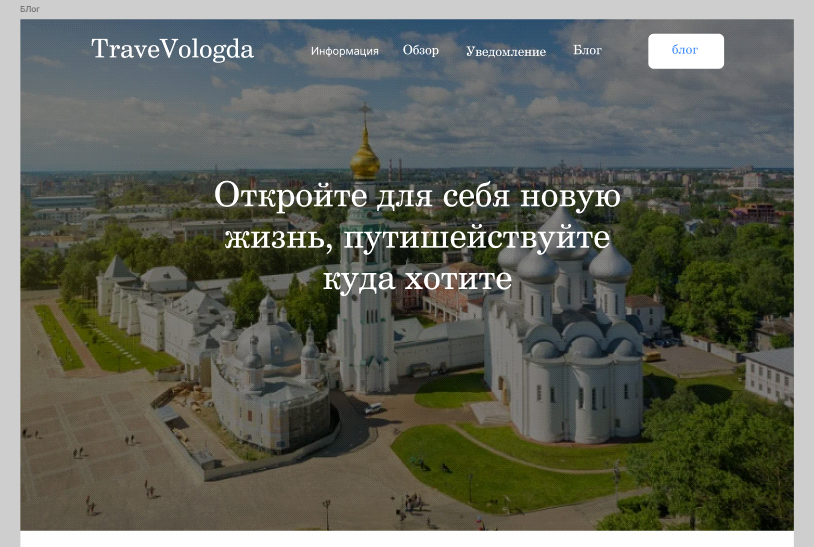 БЛог
TraveVologda
Информация Обзор Уведомление Блог блог
Откройте для себя новую
жизнь, путишействуйте
куда хотите